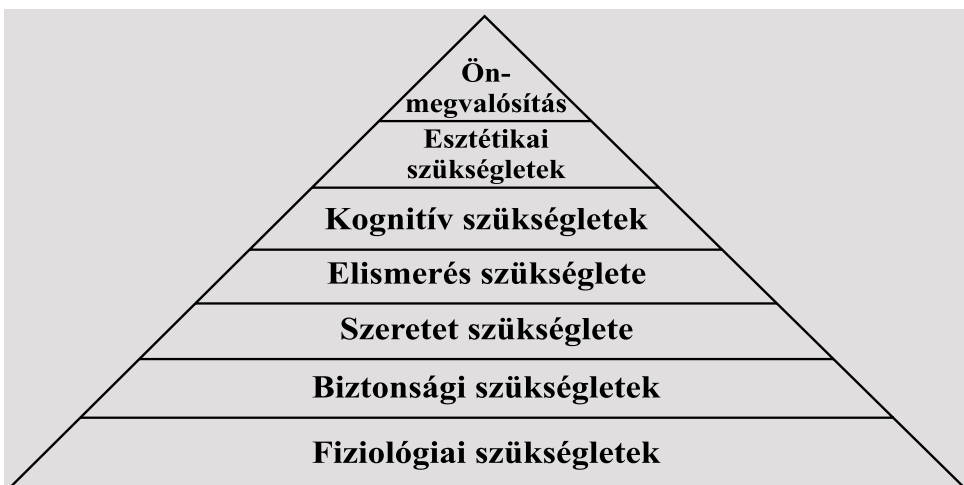 Ön-
megvalósítás
Esztétikai
szükségletek
Kognitív szükségletek
Elismerés szükséglete
Szeretet szükséglete
Biztonsági szükségletek
Fiziológiai szükségletek